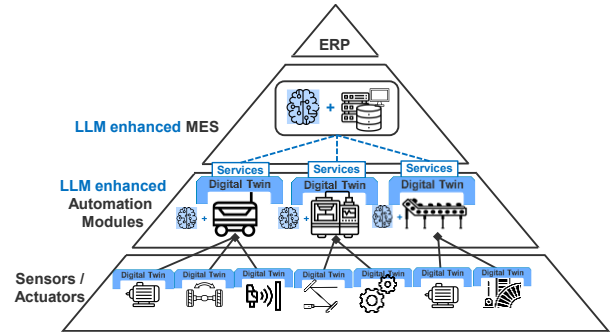 ERP
LLM enhanced MES
Services
Services
Services
LLM enhanced
Automation
Modules
Digital Twin
Digital Twin
Digital Twin
Sensors /
Actuators
Digital Twin
Digital Twin
Digital Twin
Digital Twin
Digital Twin
Digital Twin
Digital Twin